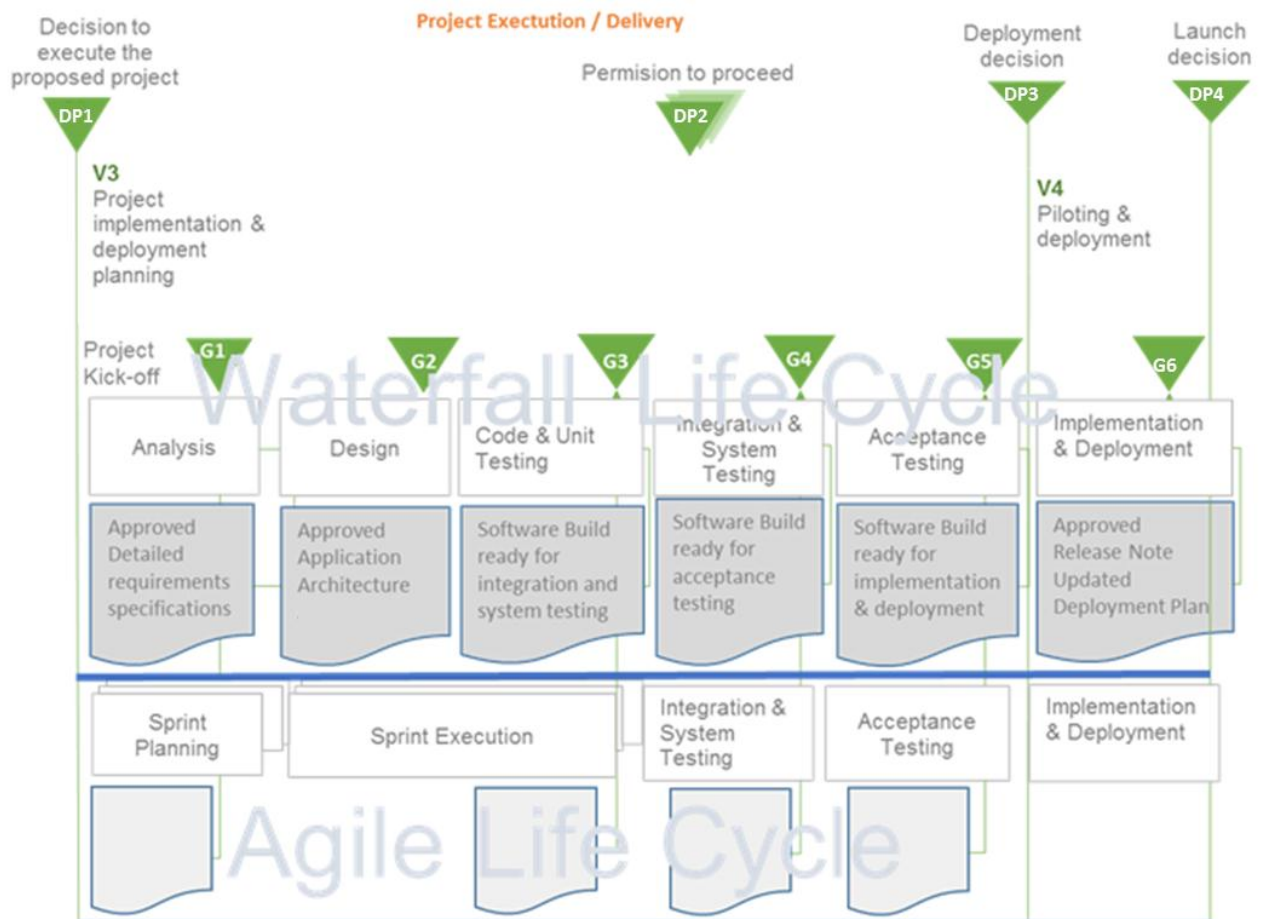 Project Exectution / Delivery
Decision to
execute the
proposed project
Permision to proceed
Deployment
decision
Launch
decision
DP1
DP2
DP3
DP4
V3
Project
implementation &
deployment
planning
V4
Piloting &
deployment
Project
Kick-off
G1
G2
G3
G4
G5
G6
Waterfall Life Cycle
Analysis
Design
Code & Unit
Testing
Integration &
System
Testing
Acceptance
Testing
Implementation
& Deployment
Approved
Detailed
requirements
specifications
Approved
Application
Architecture
Software Build
ready for
integration and
system testing
Software Build
ready for
acceptance
testing
Software Build
ready for
implementation
& deployment
Approved
Release Note
Updated
Deployment Plan
Sprint
Planning
Sprint Execution
Integration &
System
Testing
Acceptance
Testing
Implementation
& Deployment
Agile Life Cycle